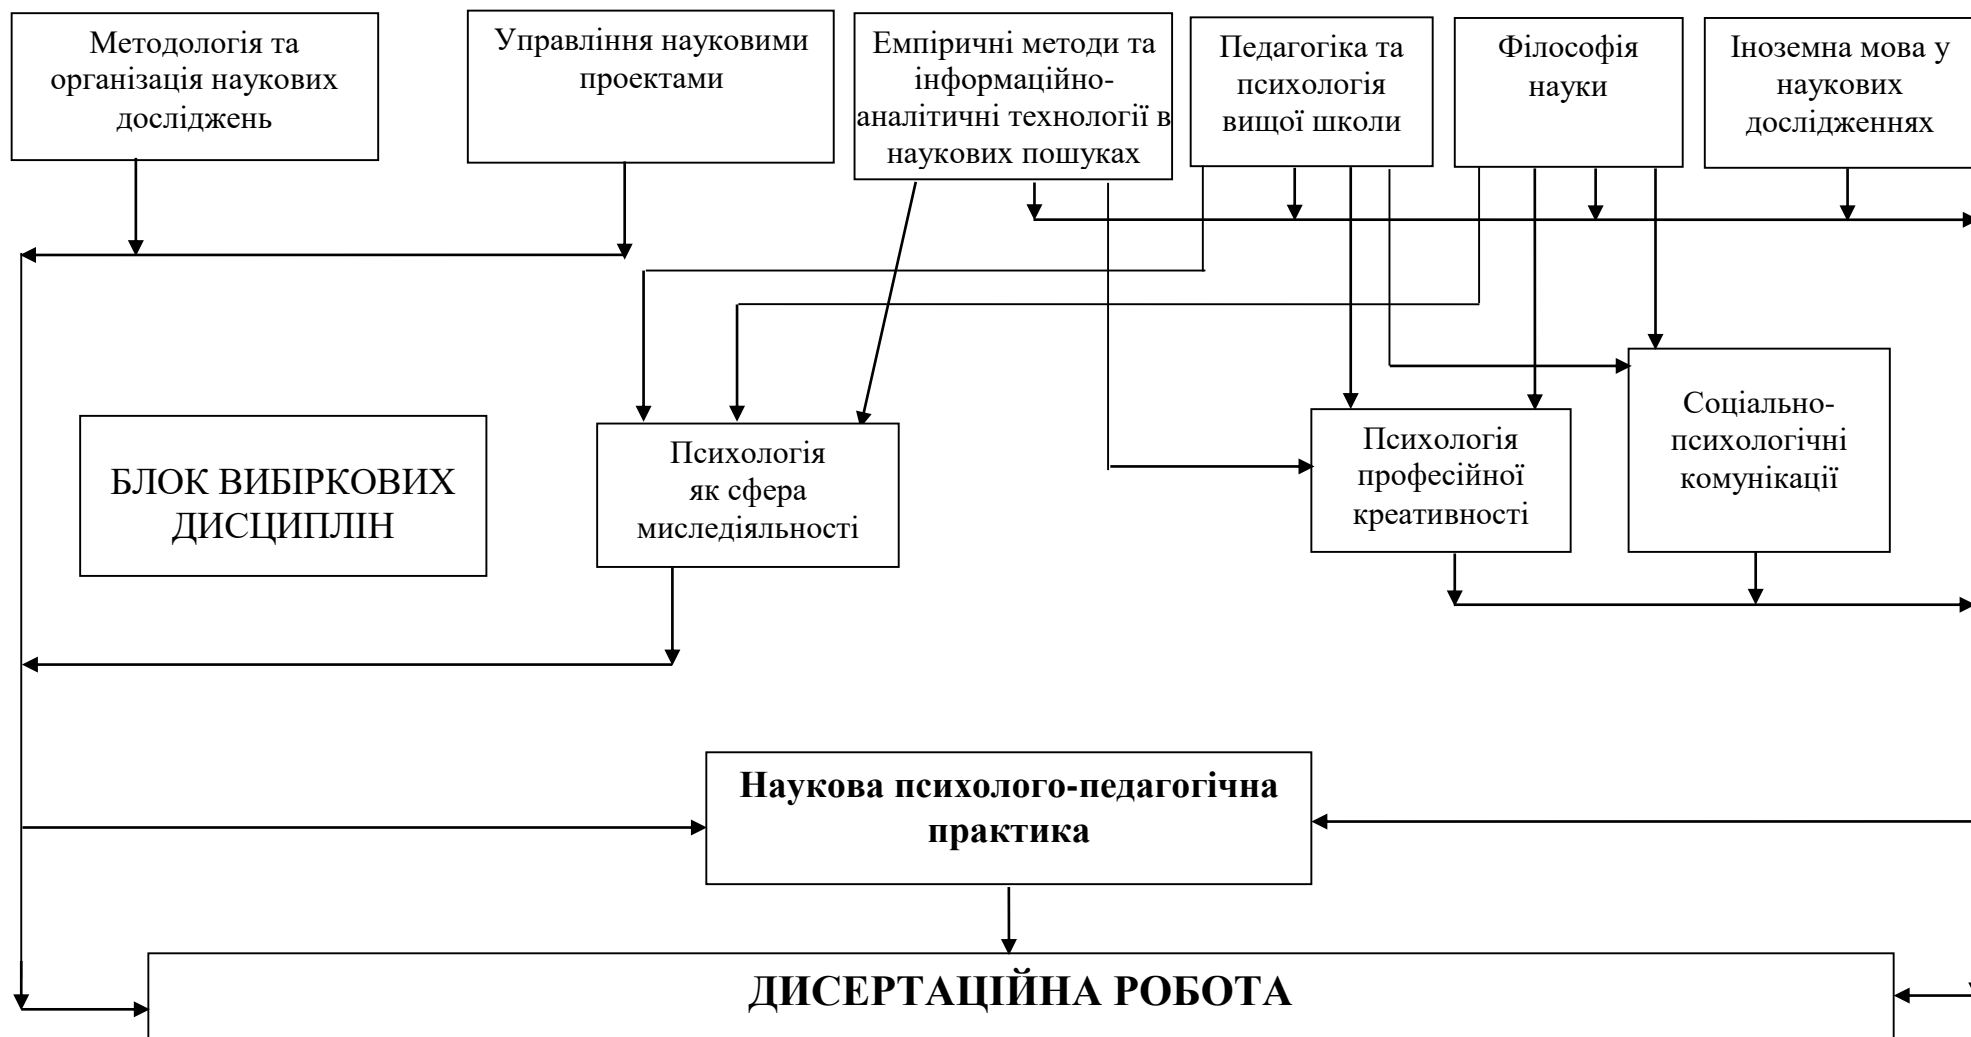 Методологія та
організація наукових
досліджень
Управління науковими
проектами
Емпіричні методи та
інформаційно-
аналітичні технології в
наукових пошуках
Педагогіка та
психологія
вищої школи
Філософія
науки
Іноземна мова у
наукових
дослідженнях
БЛОК ВИБІРКОВИХ
ДИСЦИПЛІН
Психологія
як сфера
миследіяльності
Психологія
професійної
креативності
Соціально-
психологічні
комунікації
Наукова психолого-педагогічна
практика
ДИСЕРТАЦІЙНА РОБОТА